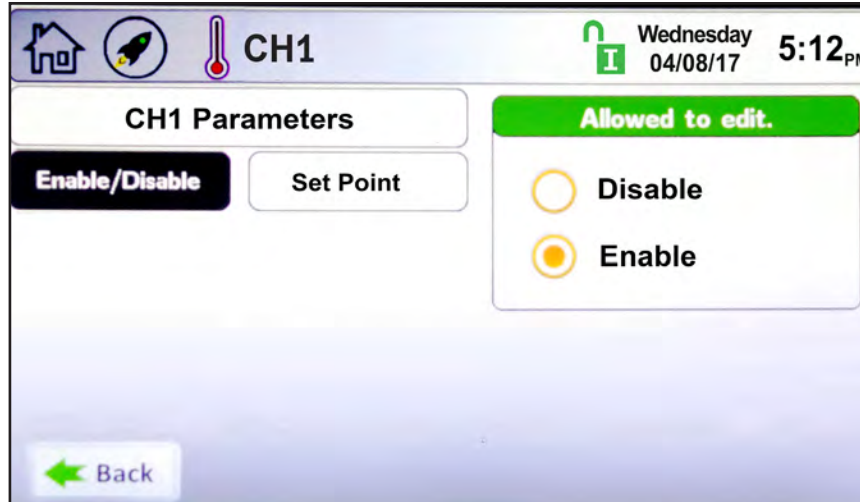 CH1
Wednesday
04/08/17
5:12PM
I
CH1 Parameters
Enable/Disable
Set Point
Allowed to edit.
Disable
Enable
Back